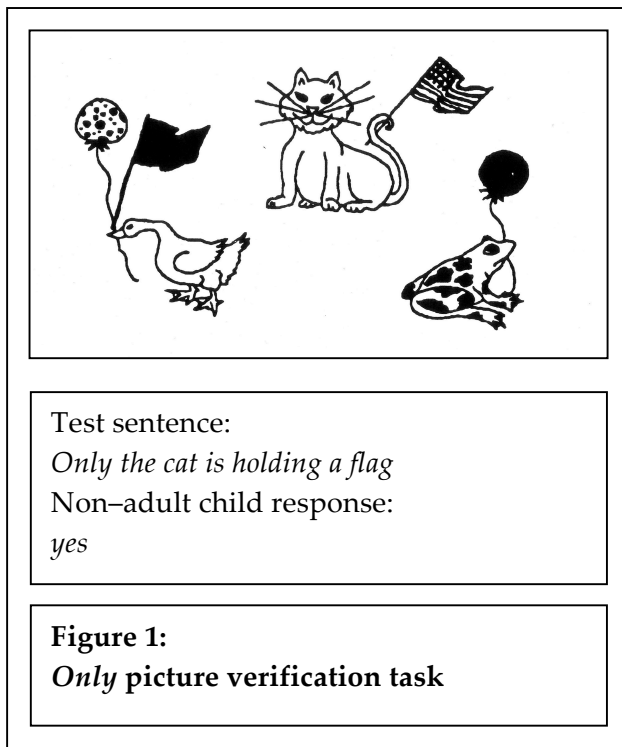 Test sentence:
Only the cat is holding a flag
Non–adult child response:
yes
Figure 1:
Only picture verification task